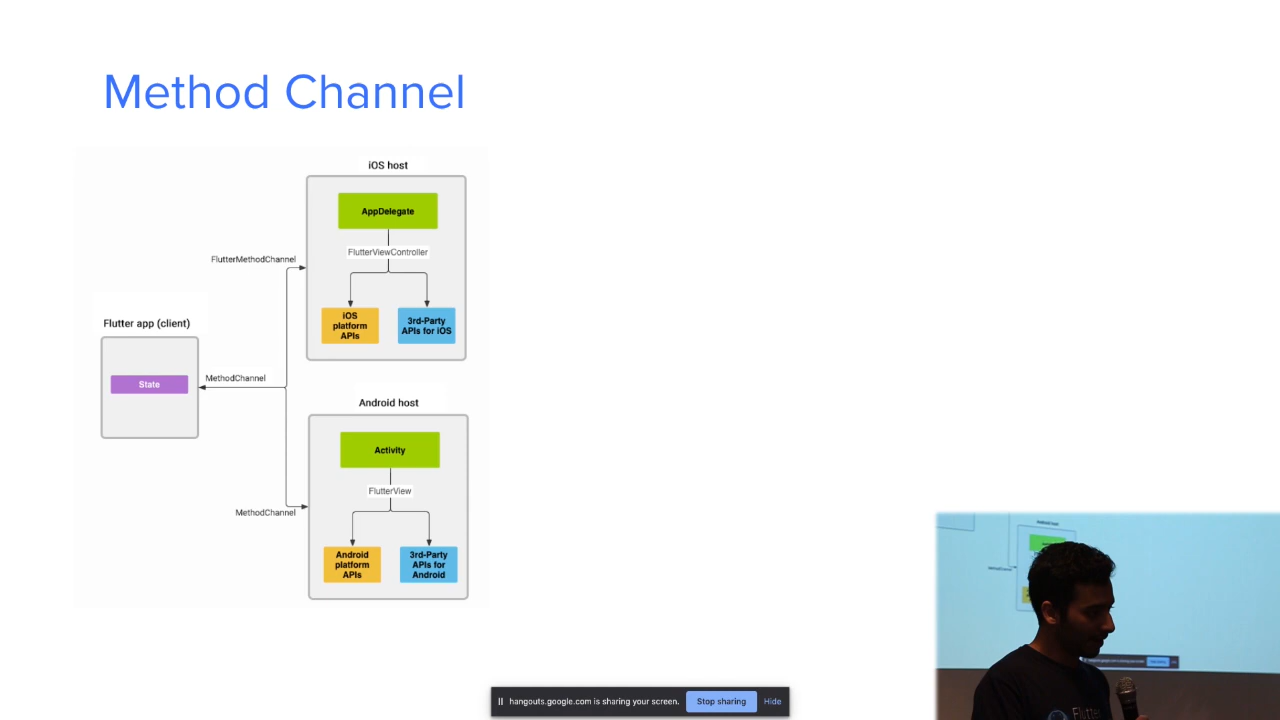 Method Channel
iOS host
AppDelegate
FlutterViewController
FlutterMethodChannel
iOS
platform
APIs
3rd-Party
APIs for iOS
Flutter app (client)
State
MethodChannel
Android host
Activity
FlutterView
MethodChannel
Android
platform
APIs
3rd-Party
APIs for
Android
hangouts.google.com is sharing your screen.
Stop sharing
Hide
Flutter